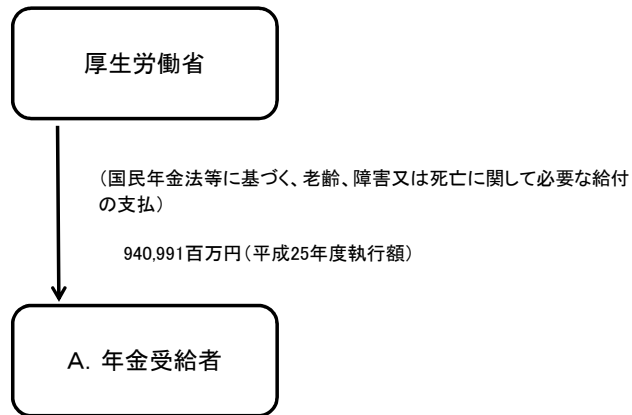 厚生労働省
（国民年金法等に基づく、老齢、障害又は死亡に関して必要な給付
の支払）
940,991百万円（平成25年度執行額）
Ａ．年金受給者